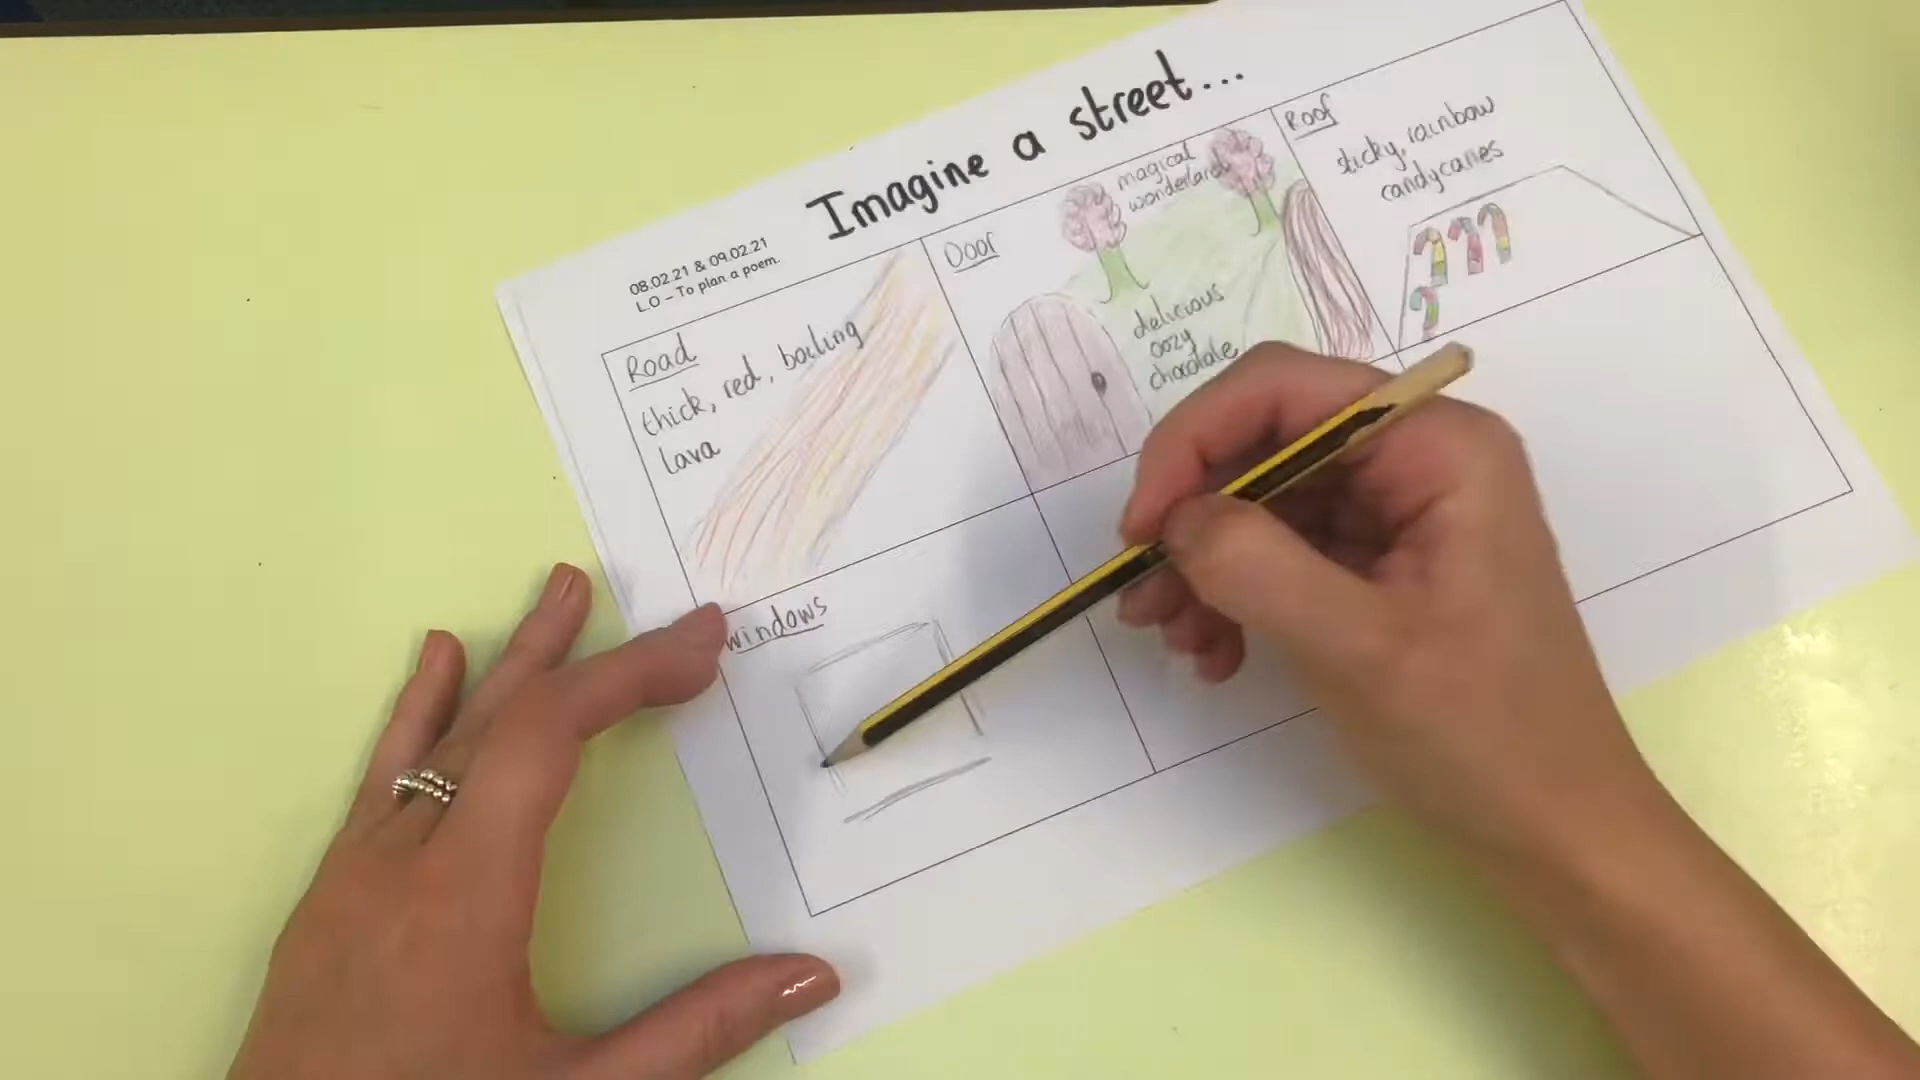 Imagine a street...
08.02.21 & 09.02.21
L.O – To plan a poem.
Road
thick, red, boiling
lava
Door
magical
wonderland
delicious
oozy
chocolate
Roof
sticky, rainbow
candycanes
windows